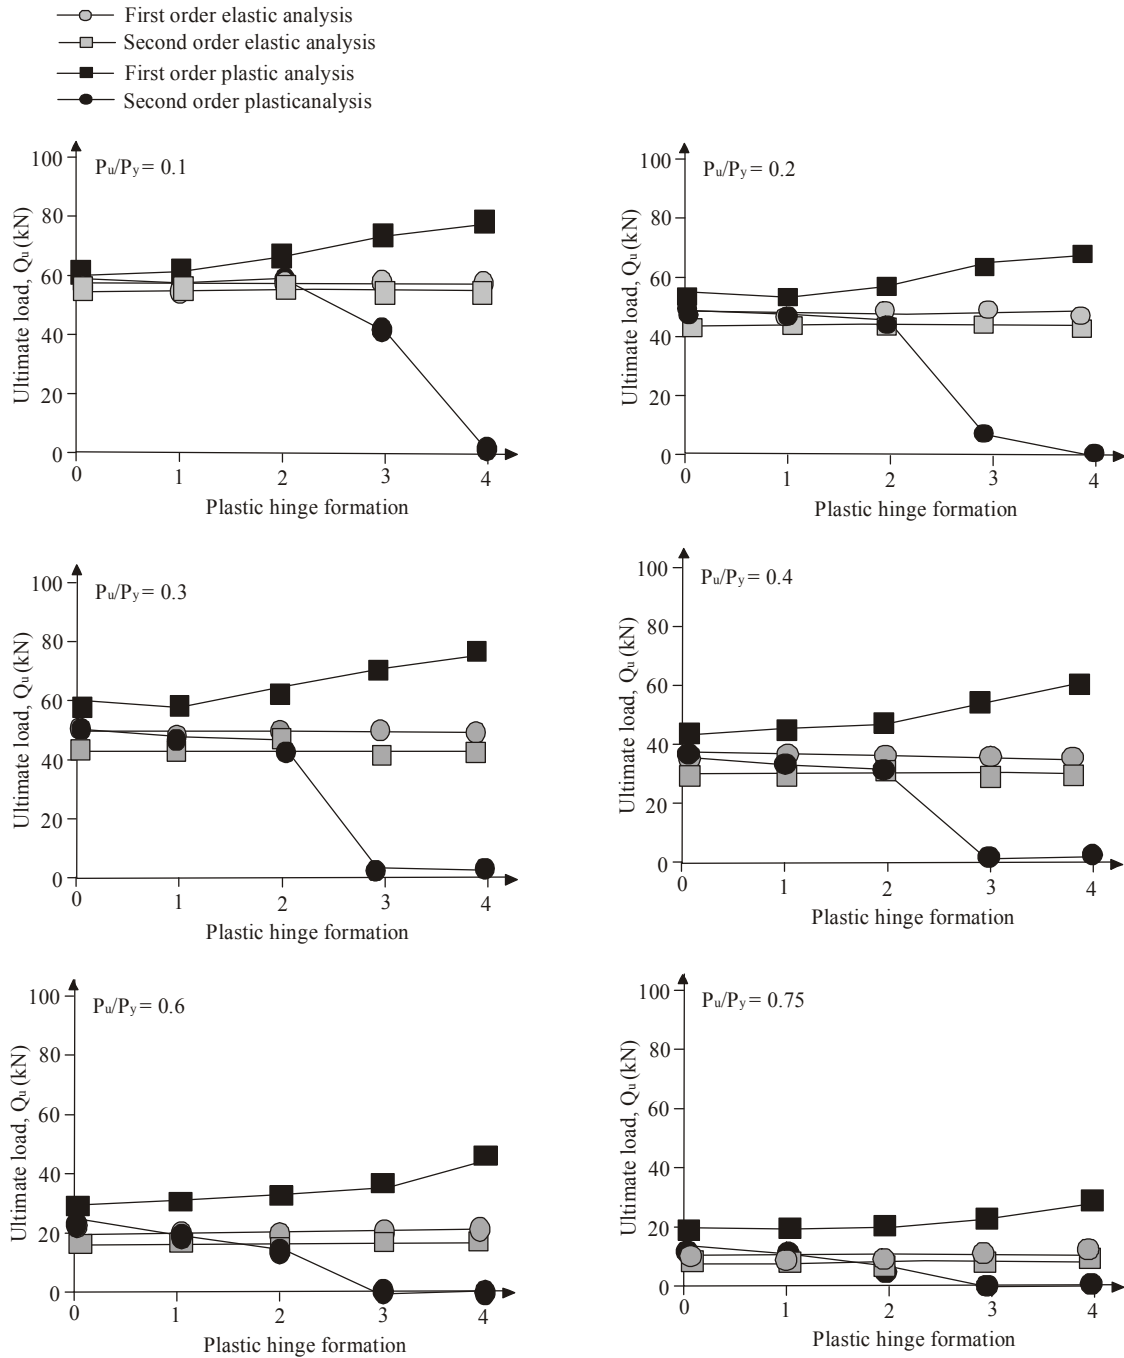 First order elastic analysis
Second order elastic analysis
First order plastic analysis
Second order plasticanalysis
Pu/Py = 0.1
100
80
60
40
20
0
Ultimate load, Qu (kN)
0 1 2 3 4
Plastic hinge formation
Pu/Py = 0.2
100
80
60
40
20
0
Ultimate load, Qu (kN)
0 1 2 3 4
Plastic hinge formation
Pu/Py = 0.3
100
80
60
40
20
0
Ultimate load, Qu (kN)
0 1 2 3 4
Plastic hinge formation
Pu/Py = 0.4
100
80
60
40
20
0
Ultimate load, Qu (kN)
0 1 2 3 4
Plastic hinge formation
Pu/Py = 0.6
100
80
60
40
20
0
Ultimate load, Qu (kN)
0 1 2 3 4
Plastic hinge formation
Pu/Py = 0.75
100
80
60
40
20
0
Ultimate load, Qu (kN)
0 1 2 3 4
Plastic hinge formation